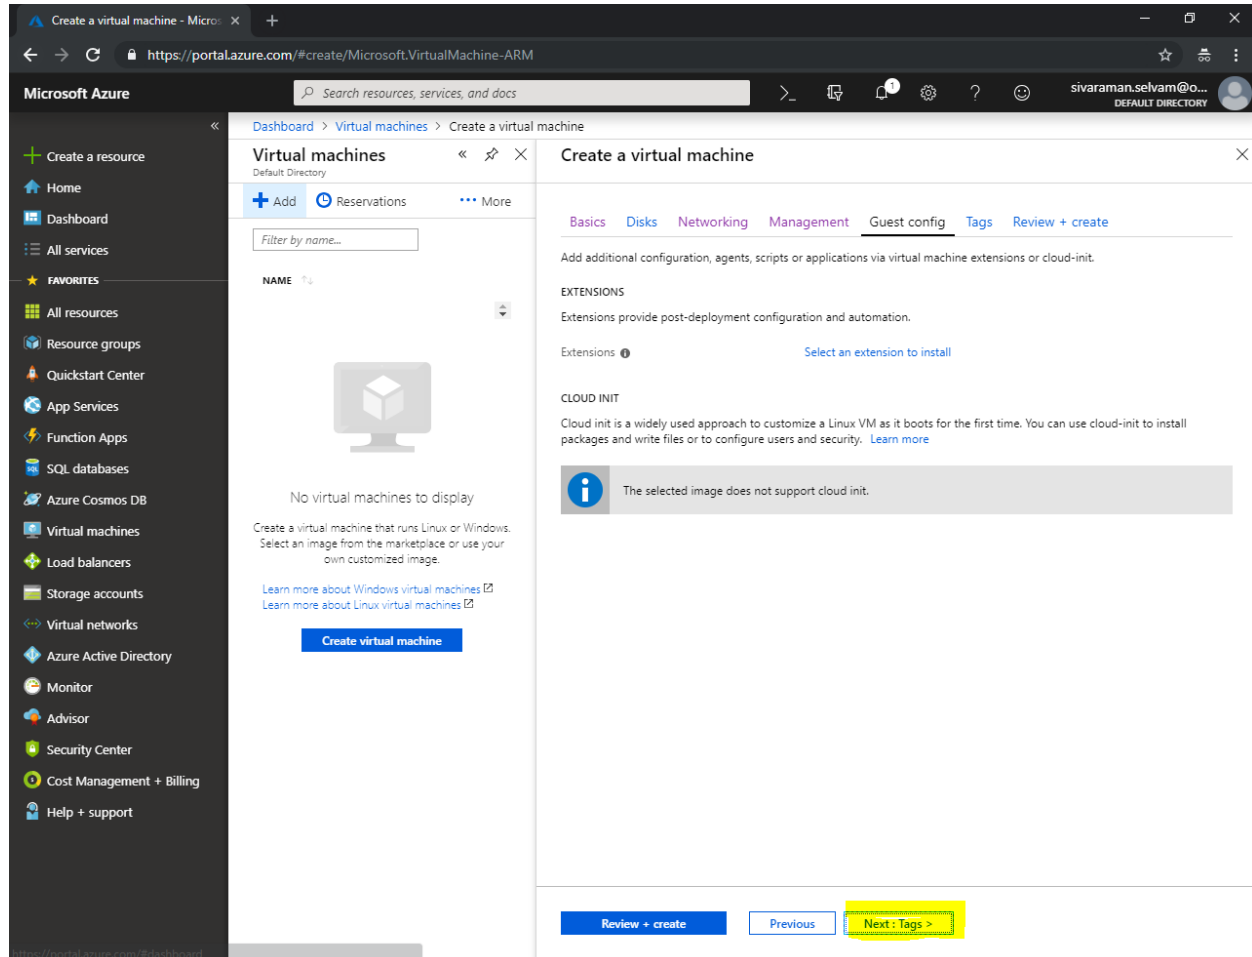 Create a virtual machine - Micros
https://portal.azure.com/#create/Microsoft.VirtualMachine-ARM
Microsoft Azure
Search resources, services, and docs
1
sivaraman.selvam@o...
DEFAULT DIRECTORY
Create a resource
Home
Dashboard
All services
FAVORITES
All resources
Resource groups
Quickstart Center
App Services
Function Apps
SQL databases
Azure Cosmos DB
Virtual machines
Load balancers
Storage accounts
Virtual networks
Azure Active Directory
Monitor
Advisor
Security Center
Cost Management + Billing
Help + support
https://portal.azure.com/#dashboard
Dashboard > Virtual machines > Create a virtual machine
Virtual machines
Default Directory
Add Reservations ... More
Filter by name...
NAME
No virtual machines to display
Create a virtual machine that runs Linux or Windows.
Select an image from the marketplace or use your
own customized image.
Learn more about Windows virtual machines
Learn more about Linux virtual machines
Create virtual machine
Create a virtual machine
Basics Disks Networking Management Guest config Tags Review + create
Add additional configuration, agents, scripts or applications via virtual machine extensions or cloud-init.
EXTENSIONS
Extensions provide post-deployment configuration and automation.
Extensions Select an extension to install
CLOUD INIT
Cloud init is a widely used approach to customize a Linux VM as it boots for the first time. You can use cloud-init to install
packages and write files or to configure users and security. Learn more
The selected image does not support cloud init.
Review + create Previous Next : Tags >